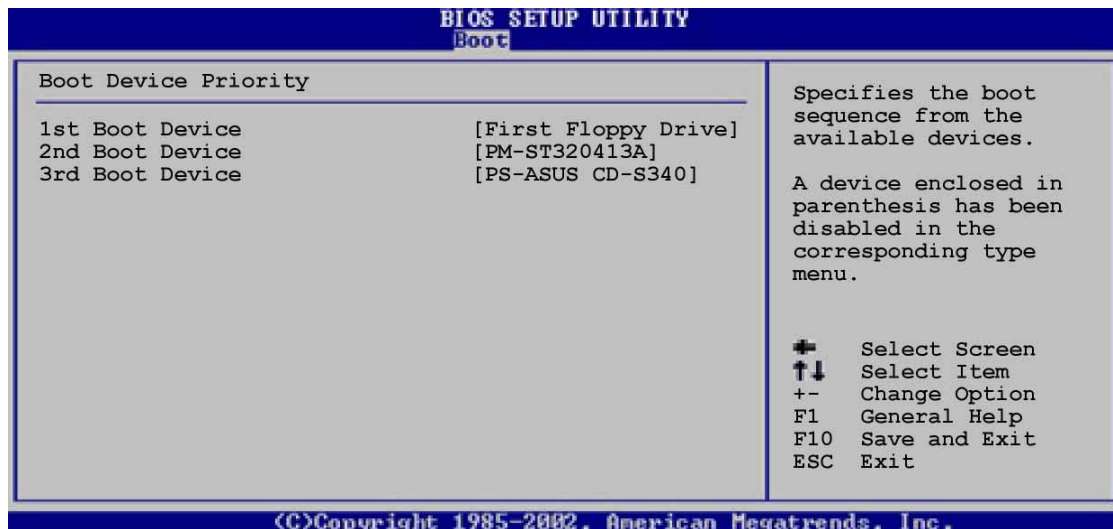 BIOS SETUP UTILITY
Boot
Boot Device Priority
1st Boot Device [First Floppy Drive]
2nd Boot Device [PM-ST320413A]
3rd Boot Device [PS-ASUS CD-S340]
Specifies the boot
sequence from the
available devices.
A device enclosed in
parenthesis has been
disabled in the
corresponding type
menu.
← Select Screen
↑↓ Select Item
+- Change Option
F1 General Help
F10 Save and Exit
ESC Exit
(C)Copyright 1985-2002, American Megatrends, Inc.